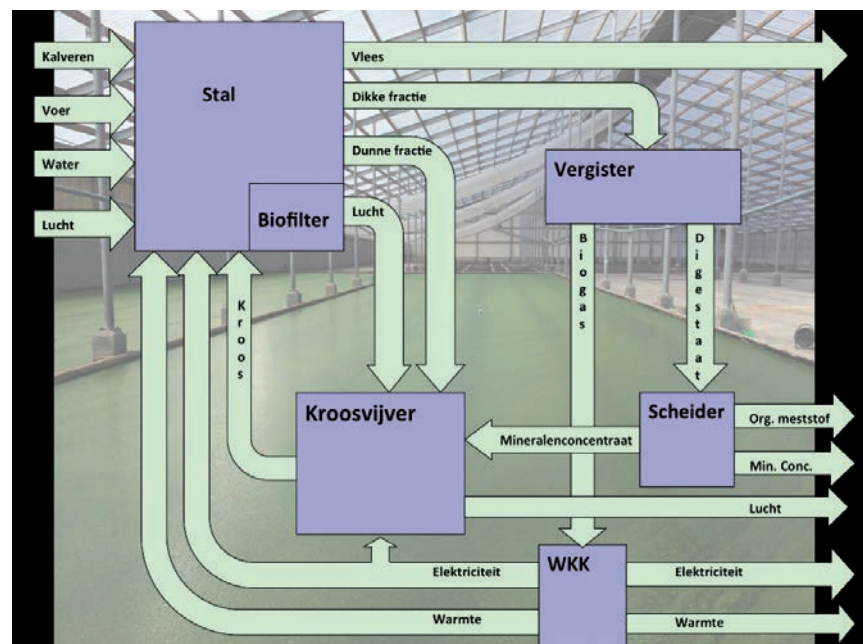 Kalveren
Vlees
Stal
Voer
Dikke fractie
Water
Dunne fractie
Vergister
Lucht
Biofilter
Lucht
Biogas
Digestaat
Kroos
Kroosvijver
Scheider
Org. meststof
Mineralenconcentraat
Min. Conc.
Lucht
WKK
Elektriciteit
Elektriciteit
Warmte
Warmte